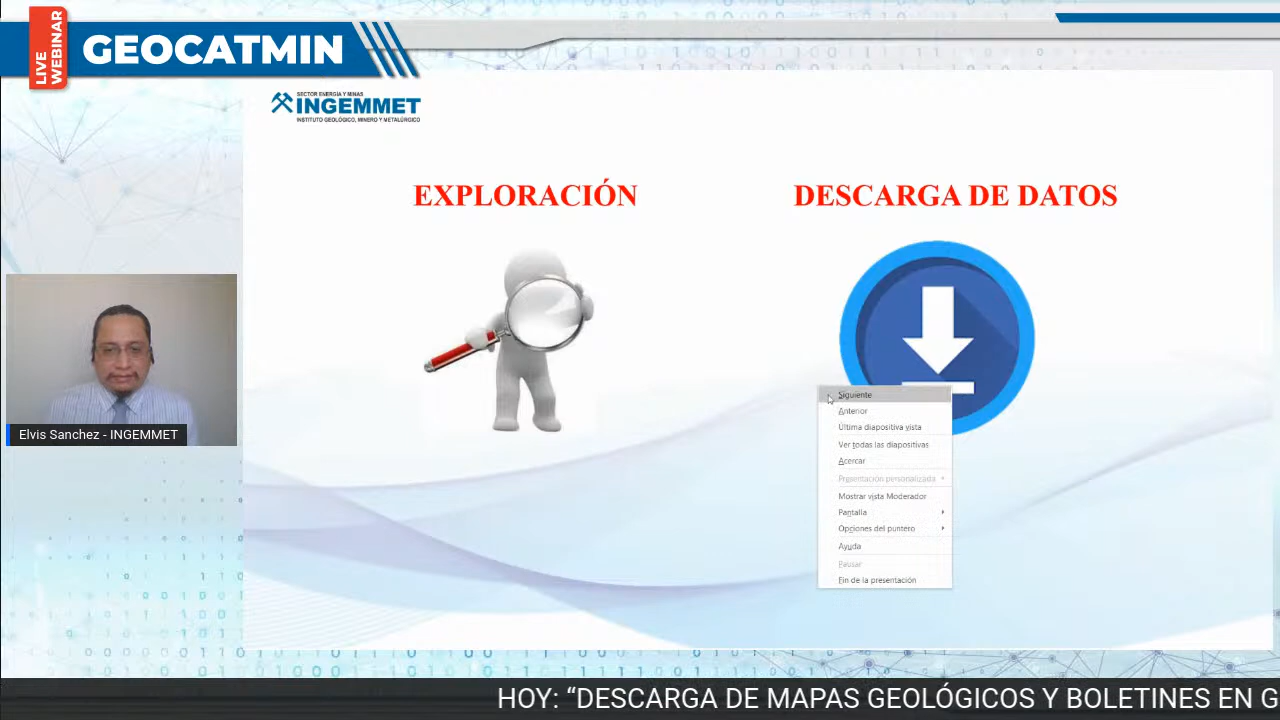 LIVE
WEBINAR
GEOCATMIN
SECTOR ENERGÍA Y MINAS
INGEMMET
INSTITUTO GEOLÓGICO, MINERO Y METALÚRGICO
EXPLORACIÓN
DESCARGA DE DATOS
Siguiente
Anterior
Última diapositiva vista
Ver todas las diapositivas
Acercar
Presentación personalizada
Mostrar vista Moderador
Pantalla
Opciones del puntero
Ayuda
Pausar
Fin de la presentación
Elvis Sanchez - INGEMMET
HOY: “DESCARGA DE MAPAS GEOLÓGICOS Y BOLETINES EN G